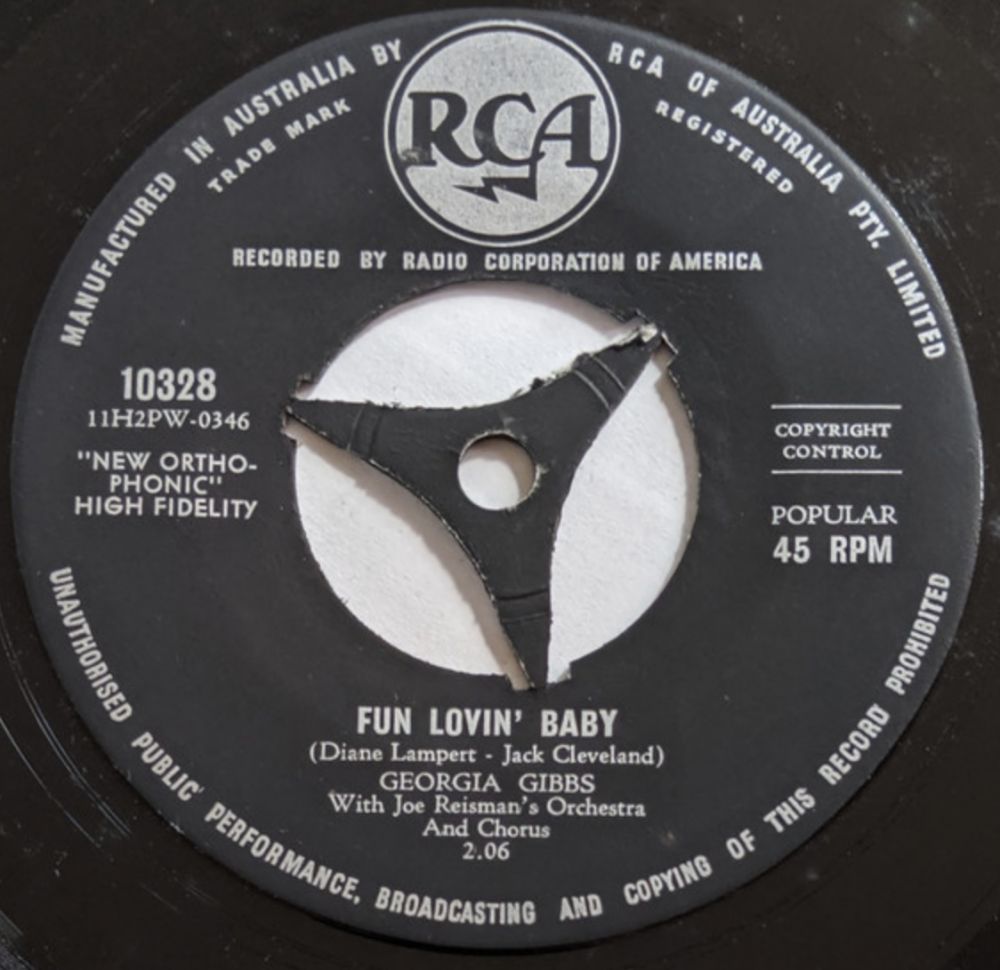 MANUFACTURED IN AUSTRALIA BY RCA OF AUSTRALIA PTY. LIMITED
TRADE MARK REGISTERED
RCA
RECORDED BY RADIO CORPORATION OF AMERICA
10328
11H2PW-0346
"NEW ORTHO-
PHONIC"
HIGH FIDELITY
COPYRIGHT
CONTROL
POPULAR
45 RPM
FUN LOVIN' BABY
(Diane Lampert - Jack Cleveland)
GEORGIA GIBBS
With Joe Reisman's Orchestra
And Chorus
2.06
UNAUTHORISED PUBLIC PERFORMANCE, BROADCASTING AND COPYING OF THIS RECORD PROHIBITED